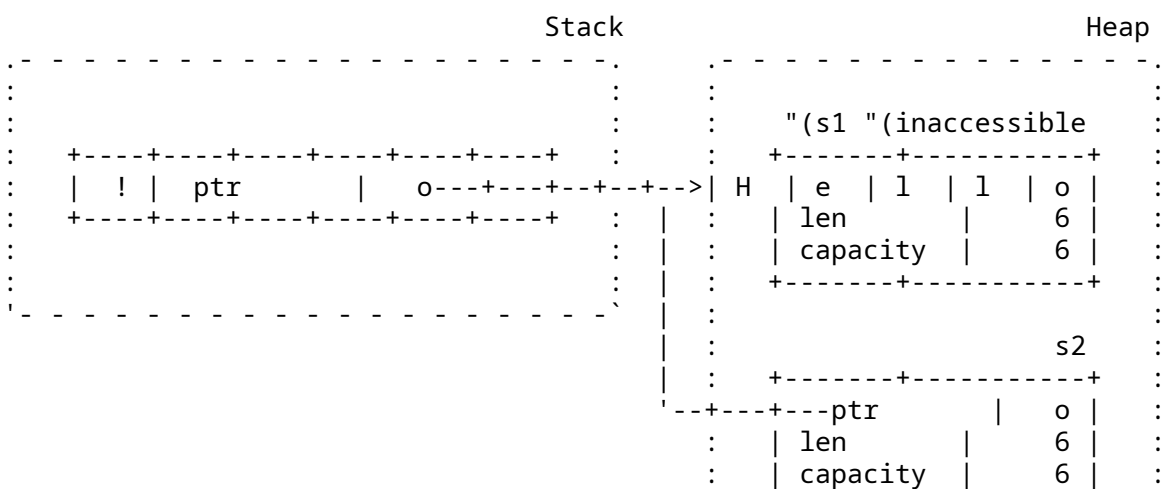 Stack Heap
.- - - - - - - - - - - - - - - - - - -. .- - - - - - - - - - - - - -.
: : : :
: : : "(s1 "(inaccessible :
: +----+----+----+----+----+----+ : : +-------+-----------+ :
: | ! | ptr | o---+---+--+--+-->| H | e | l | l | o | :
: +----+----+----+----+----+----+ : | : | len | 6 | :
: : | : | capacity | 6 | :
: : | : +-------+-----------+ :
'- - - - - - - - - - - - - - - - - - -` | : :
| : s2 :
| : +-------+-----------+ :
'--+---+---ptr | o | :
: | len | 6 | :
: | capacity | 6 | :